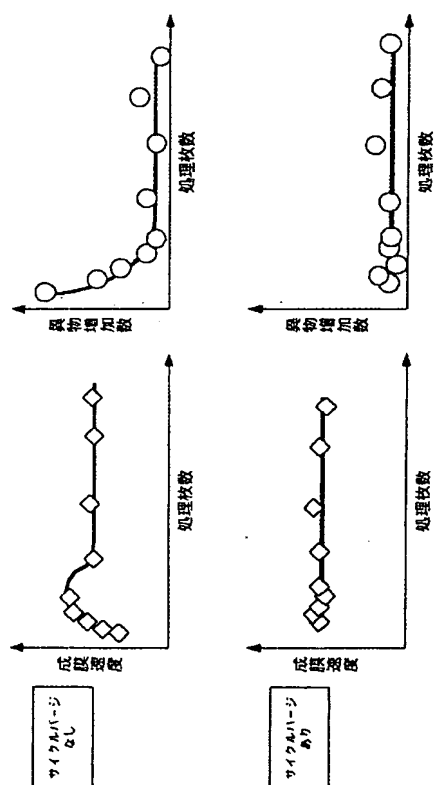 サイクルパージ
なし
成膜速度
処理枚数
異物増加数
処理枚数
サイクルパージ
あり
成膜速度
処理枚数
異物増加数
処理枚数